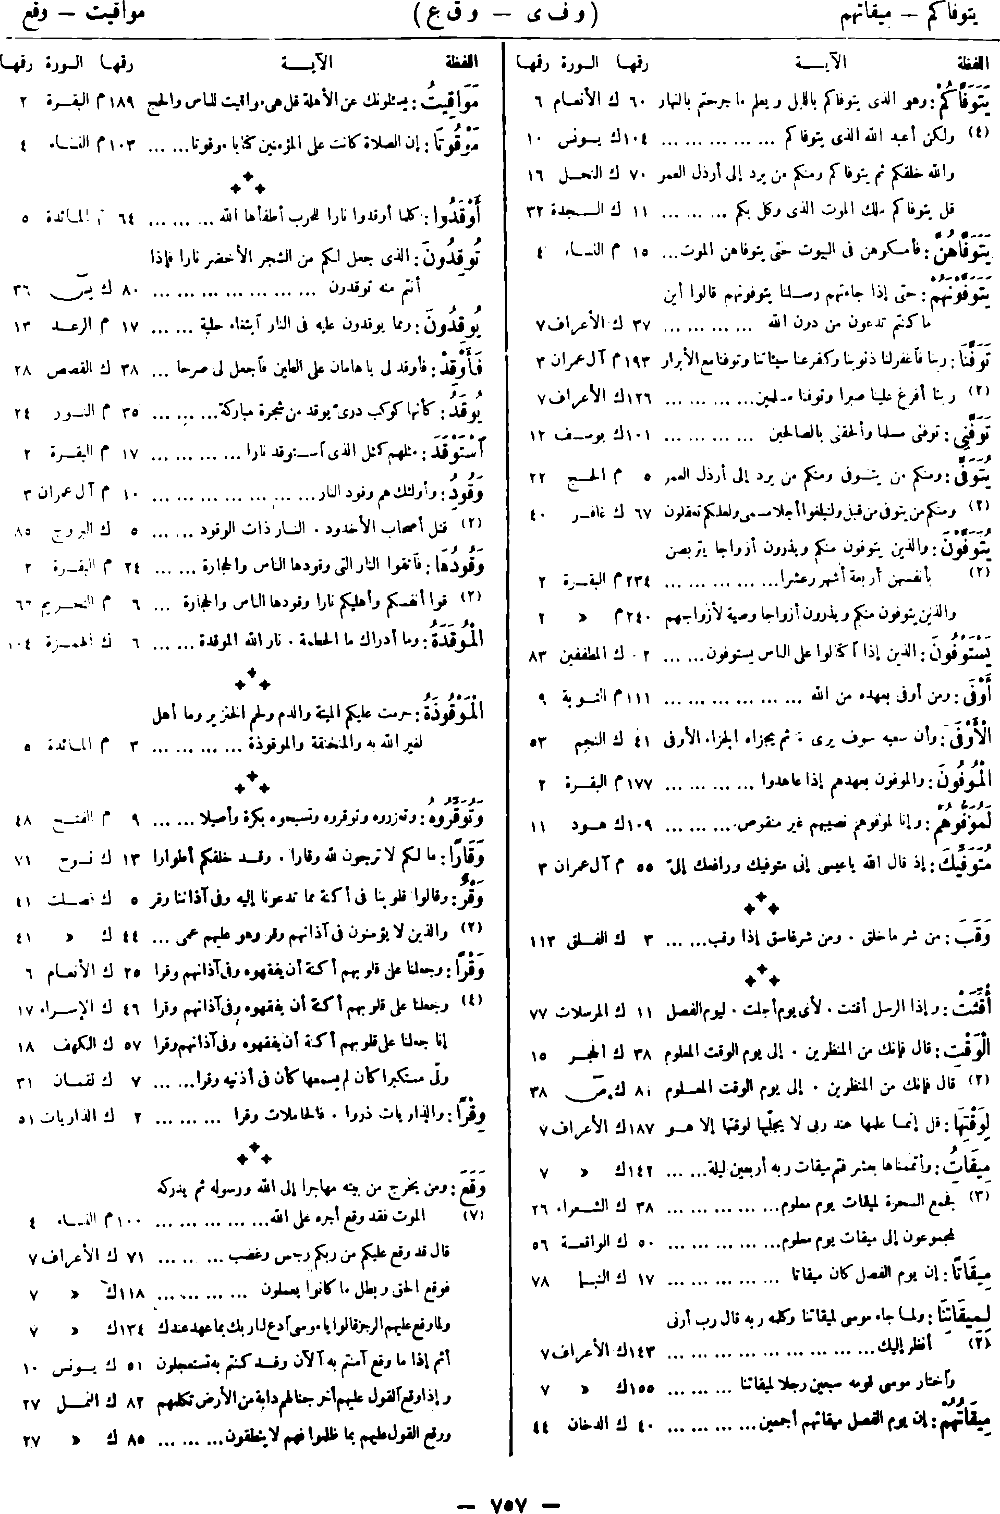 يتوفاكم — ميقاتهم
( و ف ى — و ق ع )
مواقيت — وقع
اللفظة الآيــة رقها السورة رقها
يَتَوَفَّاكُمْ : وهو الذى يتوفاكم بالليل ويعلم ما جرحتم بالنهار ٦٠ ك الأنعام ٦
(٤) ولكن أعبد الله الذى يتوفاكم ... ... ... ... ١٠٤ ك يونس ١٠
والله خلقكم ثم يتوفاكم ومنكم من يرد إلى أرذل العمر ٧٠ ك النحل ١٦
قل يتوفاكم ملك الموت الذى وكل بكم ... ... ... ١١ ك السجدة ٣٢
يَتَوَفَّاهُنَّ : فأمسكوهن فى البيوت حتى يتوفاهن الموت... ١٥ م النساء ٤
يَتَوَفَّوْنَهُمْ : حتى إذا جاءتهم رسلنا يتوفونهم قالوا أين
ما كنتم تدعون من دون الله ... ... ... ... ٣٧ ك الأعراف ٧
تَوَفَّنَا : ربنا فاغفر لنا ذنوبنا وكفر عنا سيئاتنا وتوفنا مع الأبرار ١٩٣ م آل عمران ٣
(٢) ربنا أفرغ علينا صبرا وتوفنا مسلمين... ... ... ١٢٦ ك الأعراف ٧
تَوَفَّنِى : توفنى مسلما وألحقنى بالصالحين ... ... ... ... ١٠١ ك يوسف ١٢
يُتَوَفَّى : ومنكم من يتوفى ومنكم من يرد إلى أرذل العمر ٥ م الحج ٢٢
(٢) ومنكم من يتوفى من قبل ولتبلغوا أجلا مسمى ولعلكم تعقلون ٦٧ ك غافر ٤٠
يُتَوَفَّوْنَ : والذين يتوفون منكم ويذرون أزواجا يتربصن
(٢) بأنفسهن أربعة أشهر وعشرا... ... ... ... ... ٢٣٤ م البقرة ٢
والذين يتوفون منكم ويذرون أزواجا وصية لأزواجهم ٢٤٠ م » ٢
يَسْتَوْفُونَ : الذين إذا أكتالوا على الناس يستوفون... ... ٠٢ ك المطففين ٨٣
أَوْفَى : ومن أوفى بعهده من الله ... ... ... ... ... ١١١ م التوبة ٩
الْأَوْفَى : وأن سعيه سوف يرى ٠ ثم يجزاه الجزاء الأوفى ٤١ ك النجم ٥٣
الْمُوفُونَ : والموفون بعهدهم إذا عاهدوا ... ... ... ... ١٧٧ م البقرة ٢
لَمُوَفُّوهُمْ : وإنا لموفوهم نصيبهم غير منقوص... ... ... ١٠٩ ك هود ١١
مُتَوَفِّيكَ : إذ قال الله ياعيسى إنى متوفيك ورافعك إلىّ ٥٥ م آل عمران ٣
وَقَبَ : من شر ما خلق ٠ ومن شر غاسق إذا وقب... ... ٣ ك الفلق ١١٣
أُقِّتَتْ : وإذا الرسل أقتت ٠ لأى يوم أجلت ٠ ليوم الفصل ١١ ك المرسلات ٧٧
الْوَقْتِ : قال فإنك من المنظرين ٠ إلى يوم الوقت المعلوم ٣٨ ك الحجر ١٥
(٢) قال فإنك من المنظرين ٠ إلى يوم الوقت المعلوم ٨١ ك ص ٣٨
لِوَقْتِهَا : قل إنما علمها عند ربى لا يجلّيها لوقتها إلا هو ١٨٧ ك الأعراف ٧
مِيقَاتُ : وأتممناها بعشر فتم ميقات ربه أربعين ليلة... ... ١٤٢ ك » ٧
(٣) فجمع السحرة لميقات يوم معلوم... ... ... ... ٣٨ ك الشعراء ٢٦
لمجموعون إلى ميقات يوم معلوم... ... ... ... ٥٠ ك الواقعة ٥٦
مِيقَاتًا : إن يوم الفصل كان ميقاتا ... ... ... ... ... ١٧ ك النبإ ٧٨
لِمِيقَاتِنَا : ولما جاء موسى لميقاتنا وكلمه ربه قال رب أرنى
(٢) أنظر إليك... ... ... ... ... ... ... ... ١٤٣ ك الأعراف ٧
وأختار موسى قومه سبعين رجلا لميقاتنا ... ... ... ١٥٥ ك » ٧
مِيقَاتُهُمْ : إن يوم الفصل ميقاتهم أجمعين... ... ... ... ٤٠ ك الدخان ٤٤
اللفظة الآيــة رقها السورة رقها
مَوَاقِيتُ : يسئلونك عن الأهلة قل هى مواقيت للناس والحج ١٨٩ م البقرة ٢
مَوْقُوتًا : إن الصلاة كانت على المؤمنين كتابا موقوتا... ... ١٠٣ م النساء ٤
أَوْقَدُوا : كلما أوقدوا نارا للحرب أطفأها الله ... ... ... ٦٤ م المائدة ٥
تُوقِدُونَ : الذى جعل لكم من الشجر الأخضر نارا فإذا
أنتم منه توقدون ... ... ... ... ... ... ... ٨٠ ك يسٓ ٣٦
يُوقِدُونَ : ومما يوقدون عليه فى النار ابتغاء حلية ... ... ١٧ م الرعد ١٣
فَأَوْقِدْ : فأوقد لى ياهامان على الطين فاجعل لى صرحا ... ٣٨ ك القصص ٢٨
يُوقَدُ : كأنها كوكب درىّ يوقد من شجرة مباركة... ... ... ٣٥ م النور ٢٤
أَسْتَوْقَدَ : مثلهم كمثل الذى أستوقد نارا ... ... ... ... ١٧ م البقرة ٢
وَقُودُ : وأولئك هم وقود النار... ... ... ... ... ... ١٠ م آل عمران ٣
(٢) قتل أصحاب الأخدود ٠ النار ذات الوقود ... ... ٥ ك البروج ٨٥
وَقُودُهَا : فأتقوا النار التى وقودها الناس والحجارة ... ... ٢٤ م البقرة ٢
(٢) قوا أنفسكم وأهليكم نارا وقودها الناس والحجارة ... ٦ م التحريم ٦٦
الْمُوقَدَةُ : وما أدراك ما الحطمة ٠ نار الله الموقدة ... ... ٦ ك الهمزة ١٠٤
الْمَوْقُوذَةُ : حرمت عليكم الميتة والدم ولحم الخنزير وما أهل
لغير الله به والمنخنقة والموقوذة ... ... ... ... ٣ م المائدة ٥
وَتُوَقِّرُوهُ : وتعزروه وتوقروه وتسبحوه بكرة وأصيلا ... ... ٩ م الفتح ٤٨
وَقَارًا : ما لكم لا ترجون لله وقارا ٠ وقد خلقكم أطوارا ١٣ ك نوح ٧١
وَقْرٌ : وقالوا قلوبنا فى أكنة مما تدعونا إليه وفى آذاننا وقر ٥ ك فصلت ٤١
(٢) والذين لا يؤمنون فى آذانهم وقر وهو عليهم عمى ... ٤٤ ك » ٤١
وَقْرًا : وجعلنا على قلوبهم أكنة أن يفقهوه وفى آذانهم وقرا ٢٥ ك الأنعام ٦
(٤) وجعلنا على قلوبهم أكنة أن يفقهوه وفى آذانهم وقرا ٤٦ ك الإسراء ١٧
إنا جعلنا على قلوبهم أكنة أن يفقهوه وفى آذانهم وقرا ٥٧ ك الكهف ١٨
ولّى مستكبرا كأن لم يسمعها كأن فى أذنيه وقرا... ... ٧ ك لقمان ٣١
وِقْرًا : والذاريات ذروا ٠ فالحاملات وقرا ... ... ... ٢ ك الذاريات ٥١
وَقَعَ : ومن يخرج من بيته مهاجرا إلى الله ورسوله ثم يدركه
(٧) الموت فقد وقع أجره على الله... ... ... ... ١٠٠ م النساء ٤
قال قد وقع عليكم من ربكم رجس وغضب... ... ... ٧١ ك الأعراف ٧
فوقع الحق وبطل ما كانوا يعملون ... ... ... ... ١١٨ ك » ٧
ولما وقع عليهم الرجز قالوا ياموسى أدع لنا ربك بما عهد عندك ١٣٤ ك » ٧
أثم إذا ما وقع آمنتم به آلآن وقد كنتم به تستعجلون ٥١ ك يونس ١٠
وإذا وقع القول عليهم أخرجنا لهم دابة من الأرض تكلمهم ٨٢ ك النمل ٢٧
ووقع القول عليهم بما ظلموا فهم لا ينطقون... ... ... ٨٥ ك » ٢٧
— ٧٥٧ —